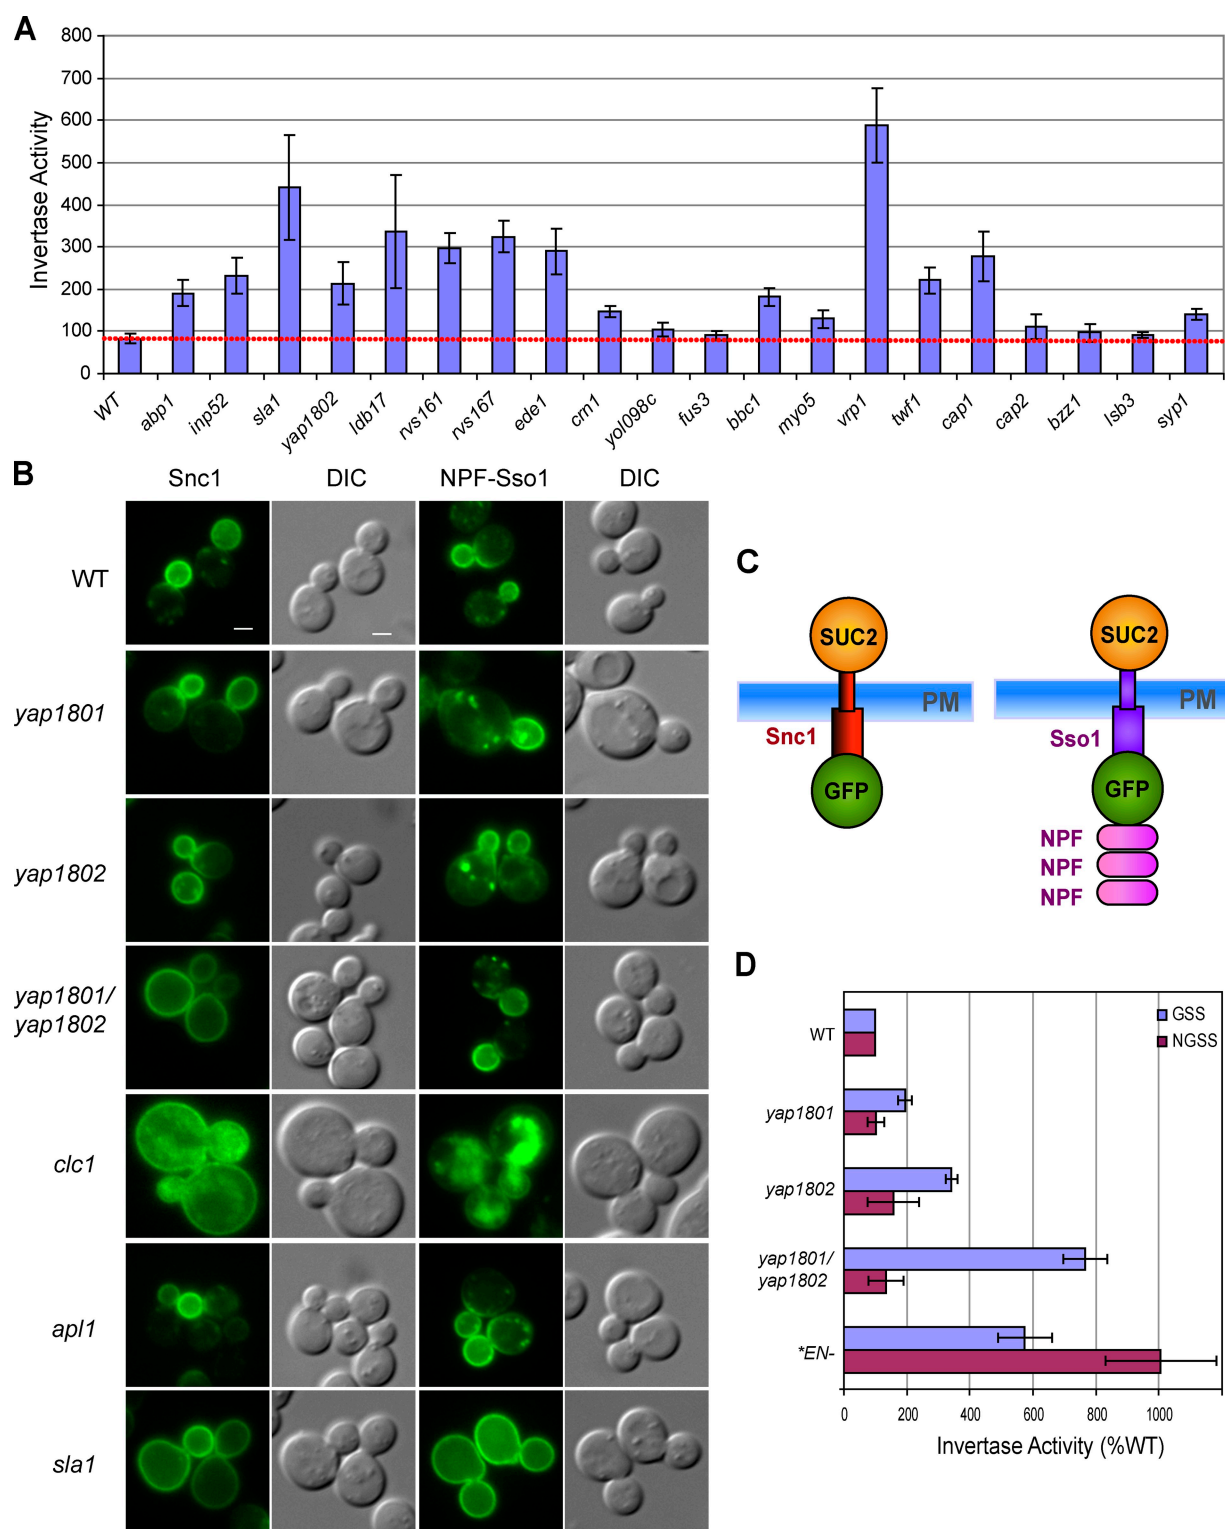 A
800
700
600
500
400
300
200
100
0
Invertase Activity
WT abp1 inp52 sla1 yap1802 ldb17 rvs161 rvs167 ede1 crn1 yol098c fus3 bbc1 myo5 vrp1 twf1 cap1 cap2 bzz1 lsb3 syp1
B
Snc1 DIC NPF-Sso1 DIC
WT
yap1801
yap1802
yap1801/
yap1802
clc1
apl1
sla1
C
SUC2 SUC2
PM PM
Snc1 Sso1
GFP GFP
NPF
NPF
NPF
D
GSS
NGSS
WT
yap1801
yap1802
yap1801/
yap1802
*EN-
0 200 400 600 800 1000
Invertase Activity (%WT)